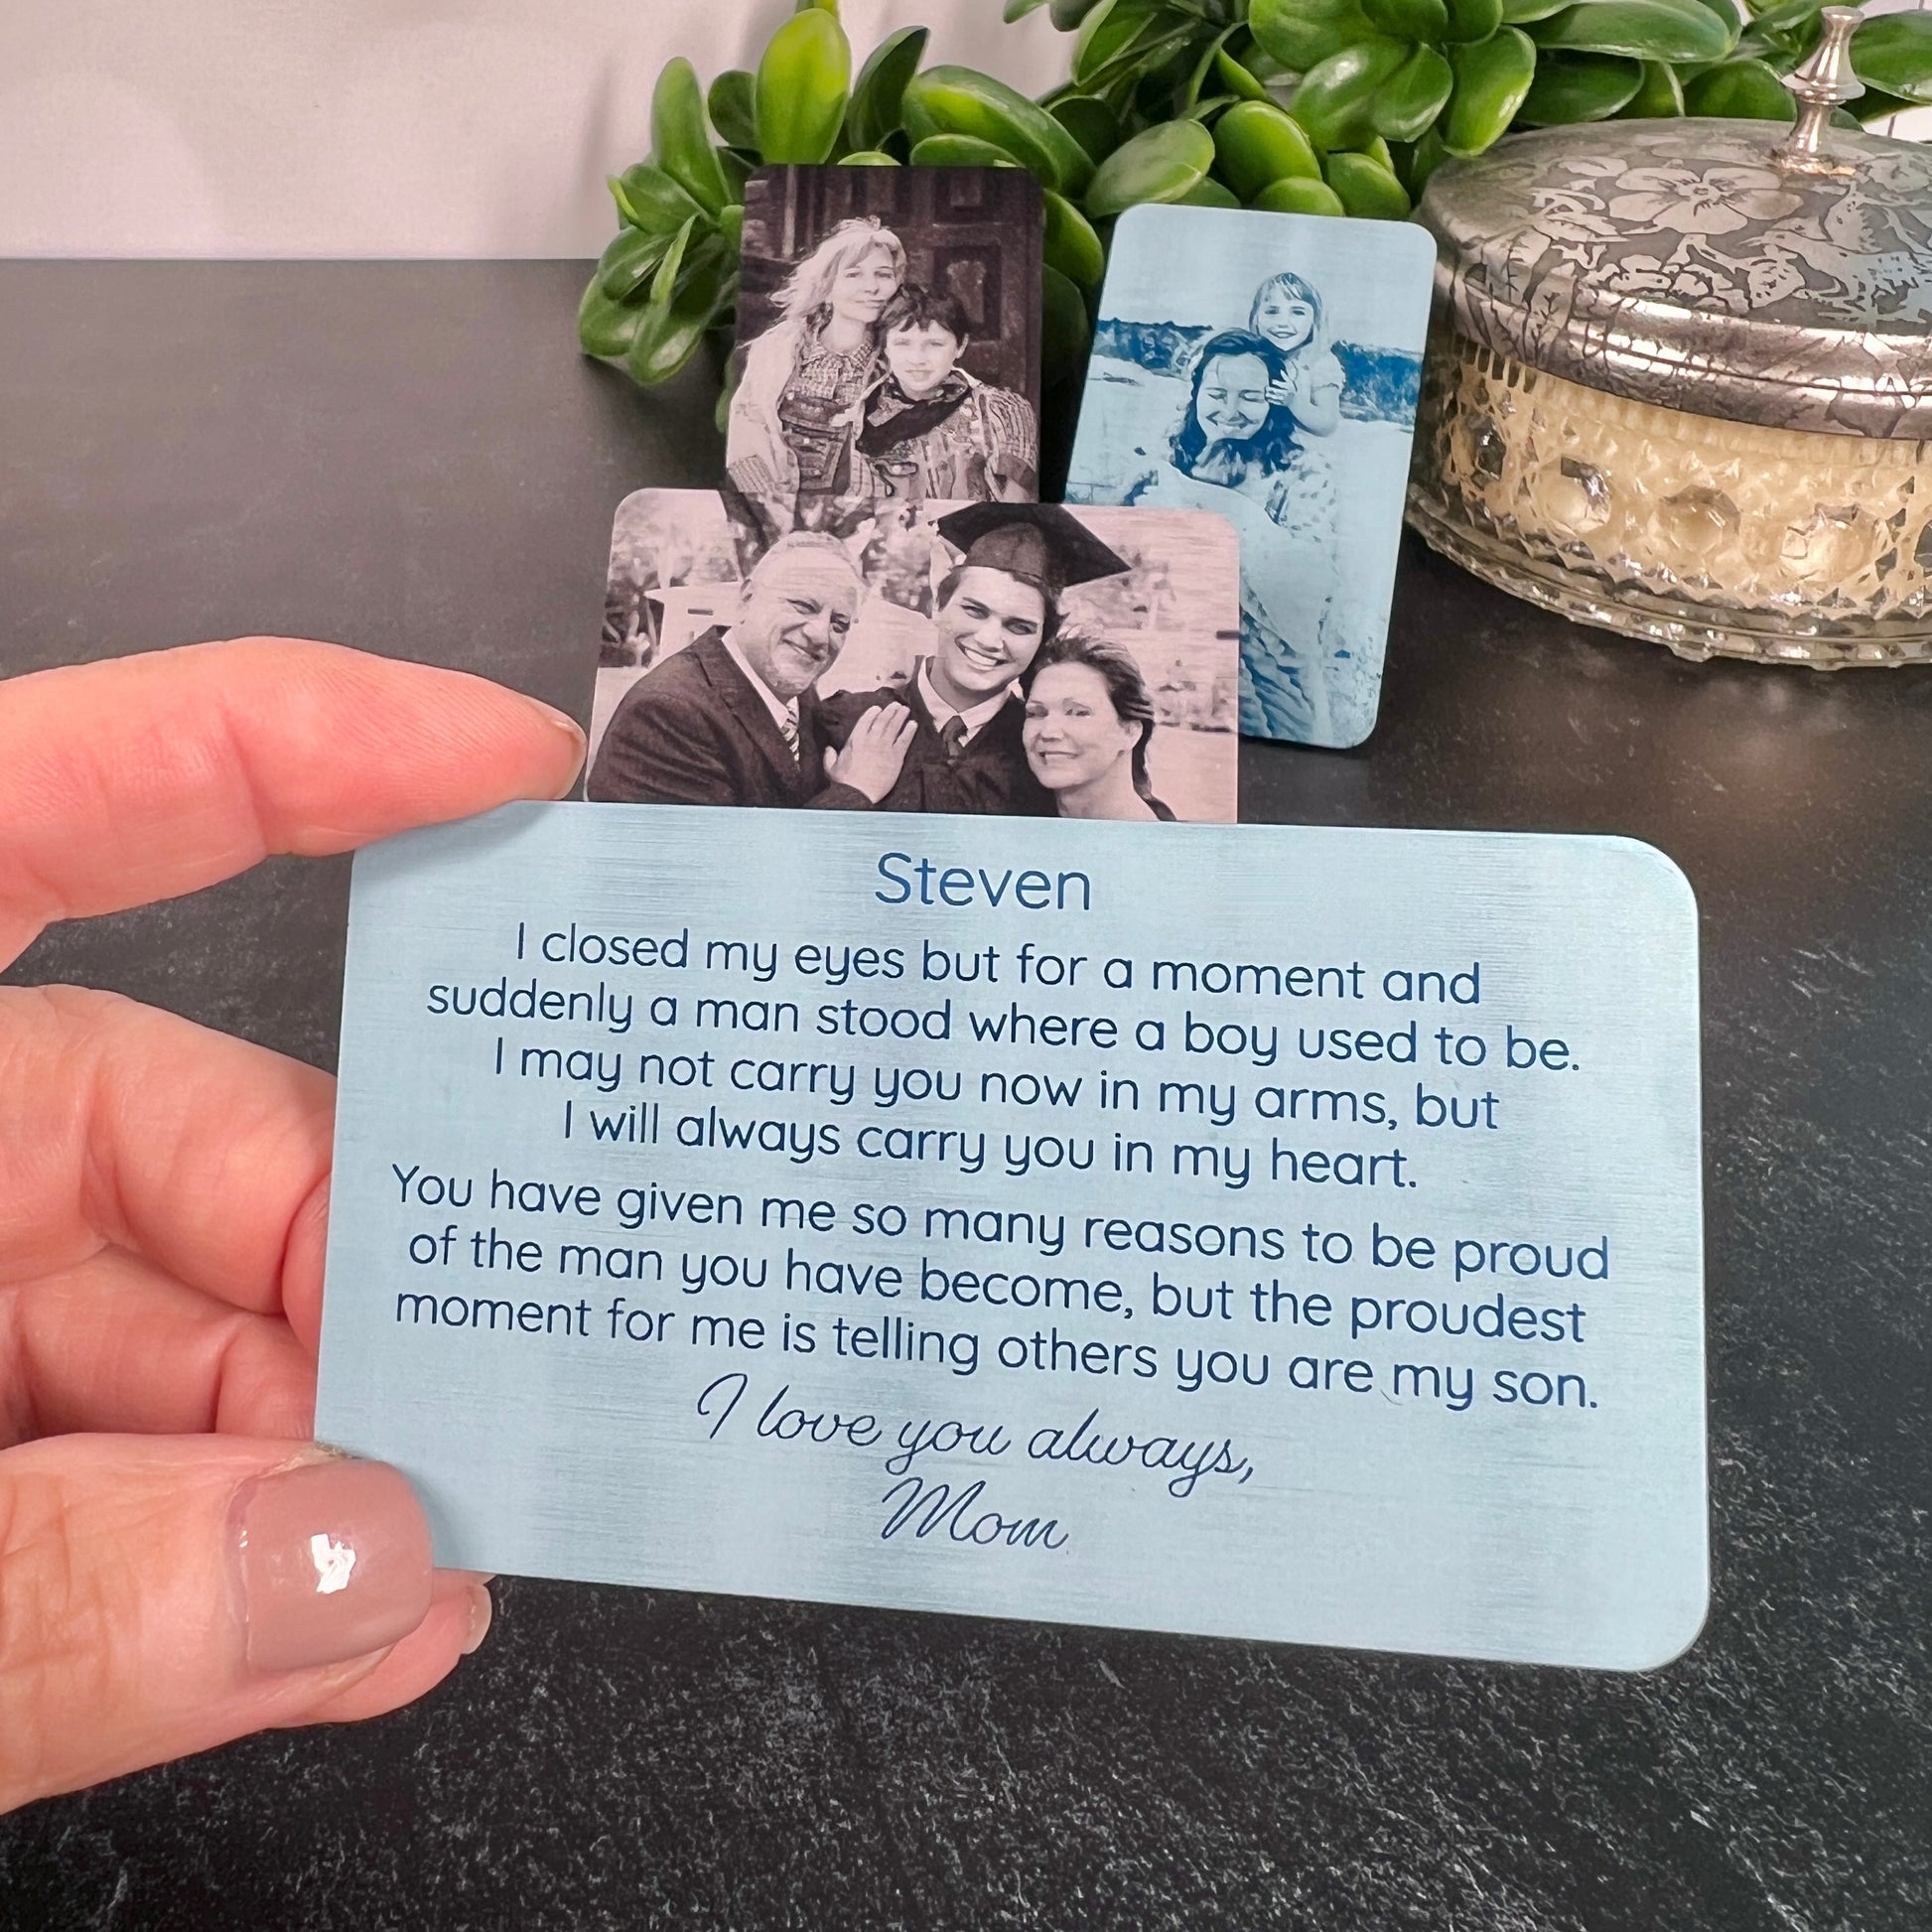 Steven
I closed my eyes but for a moment and
suddenly a man stood where a boy used to be.
I may not carry you now in my arms, but
I will always carry you in my heart.
You have given me so many reasons to be proud
of the man you have become, but the proudest
moment for me is telling others you are my son.
I love you always,
Mom